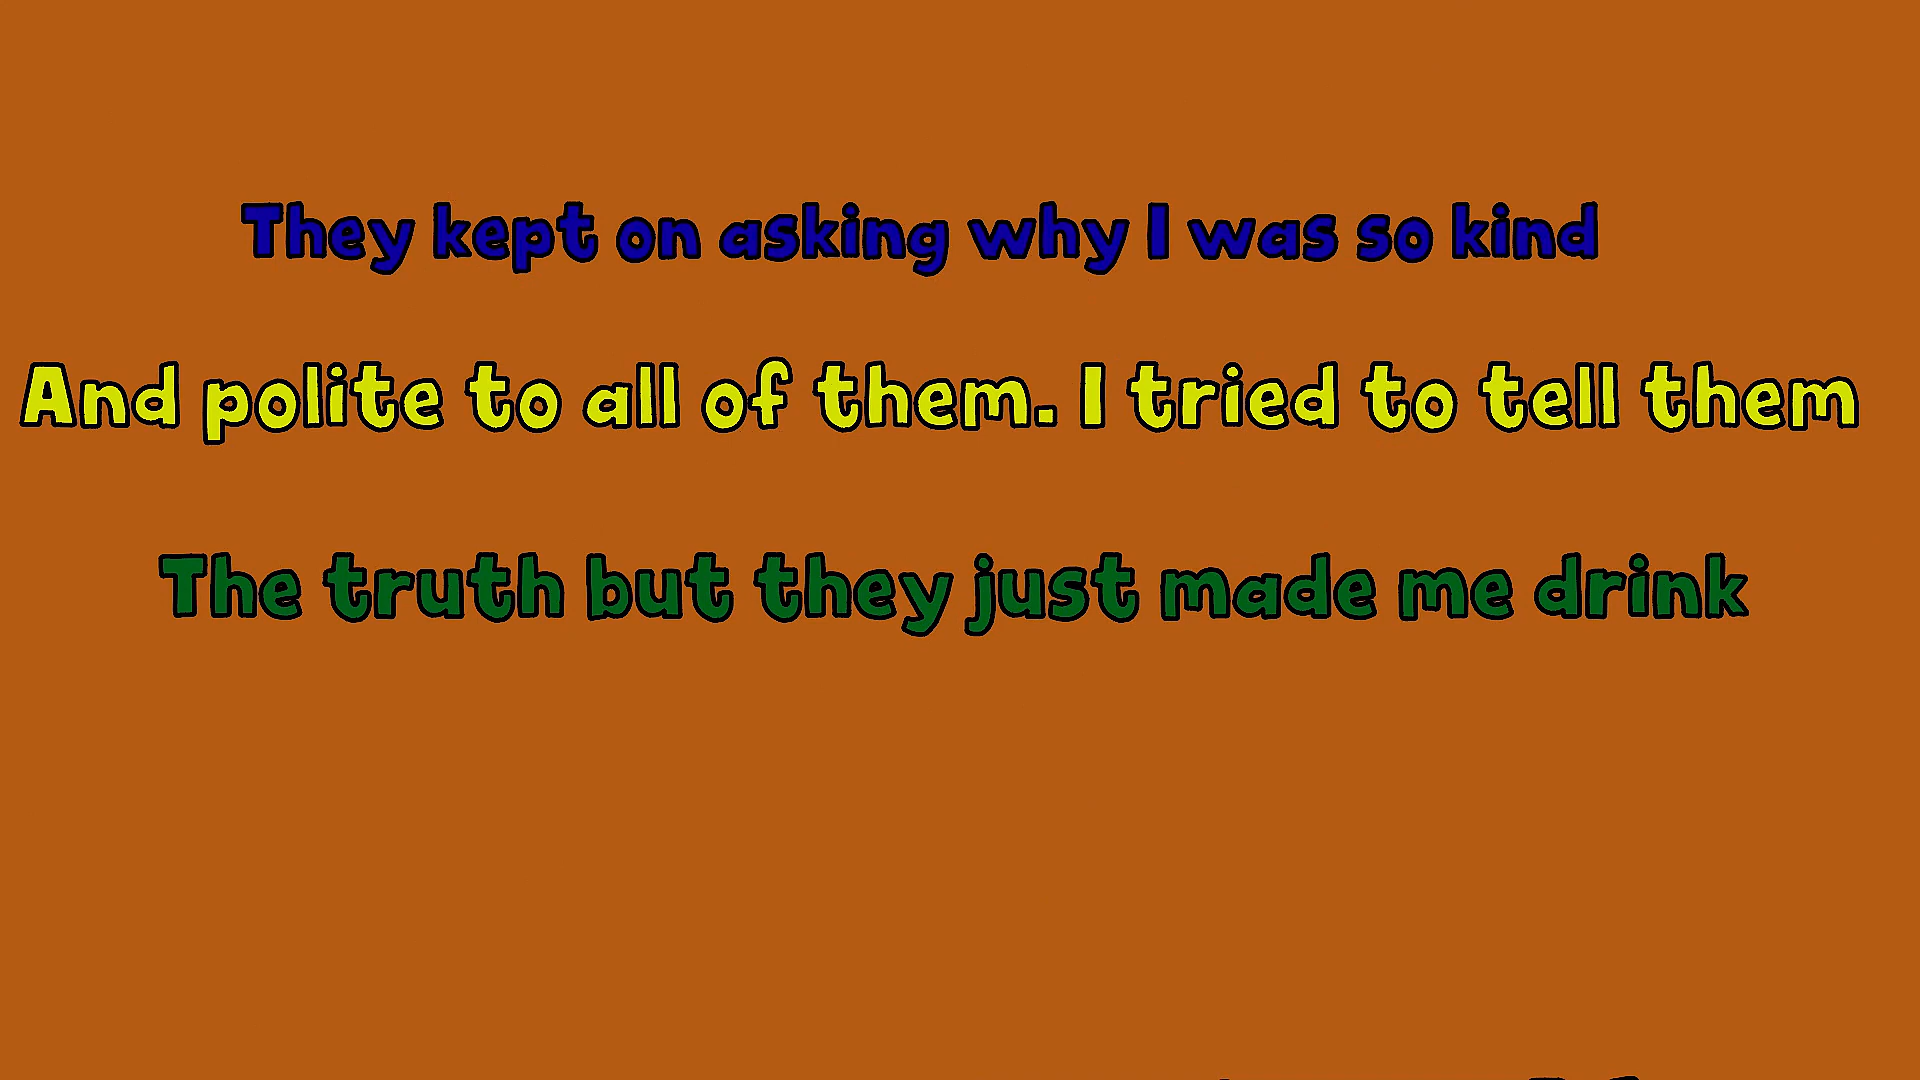 They kept on asking why I was so kind
And polite to all of them. I tried to tell them
The truth but they just made me drink